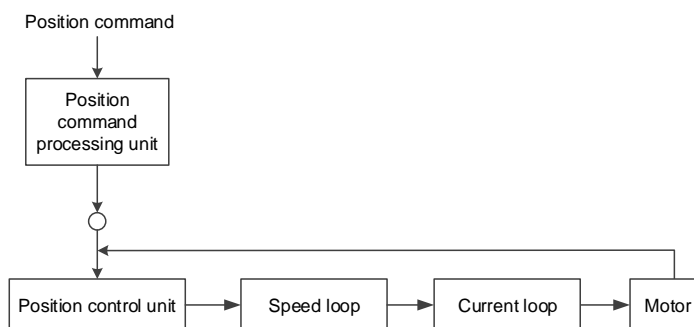 Position command
Position
command
processing unit
Position control unit
Speed loop
Current loop
Motor